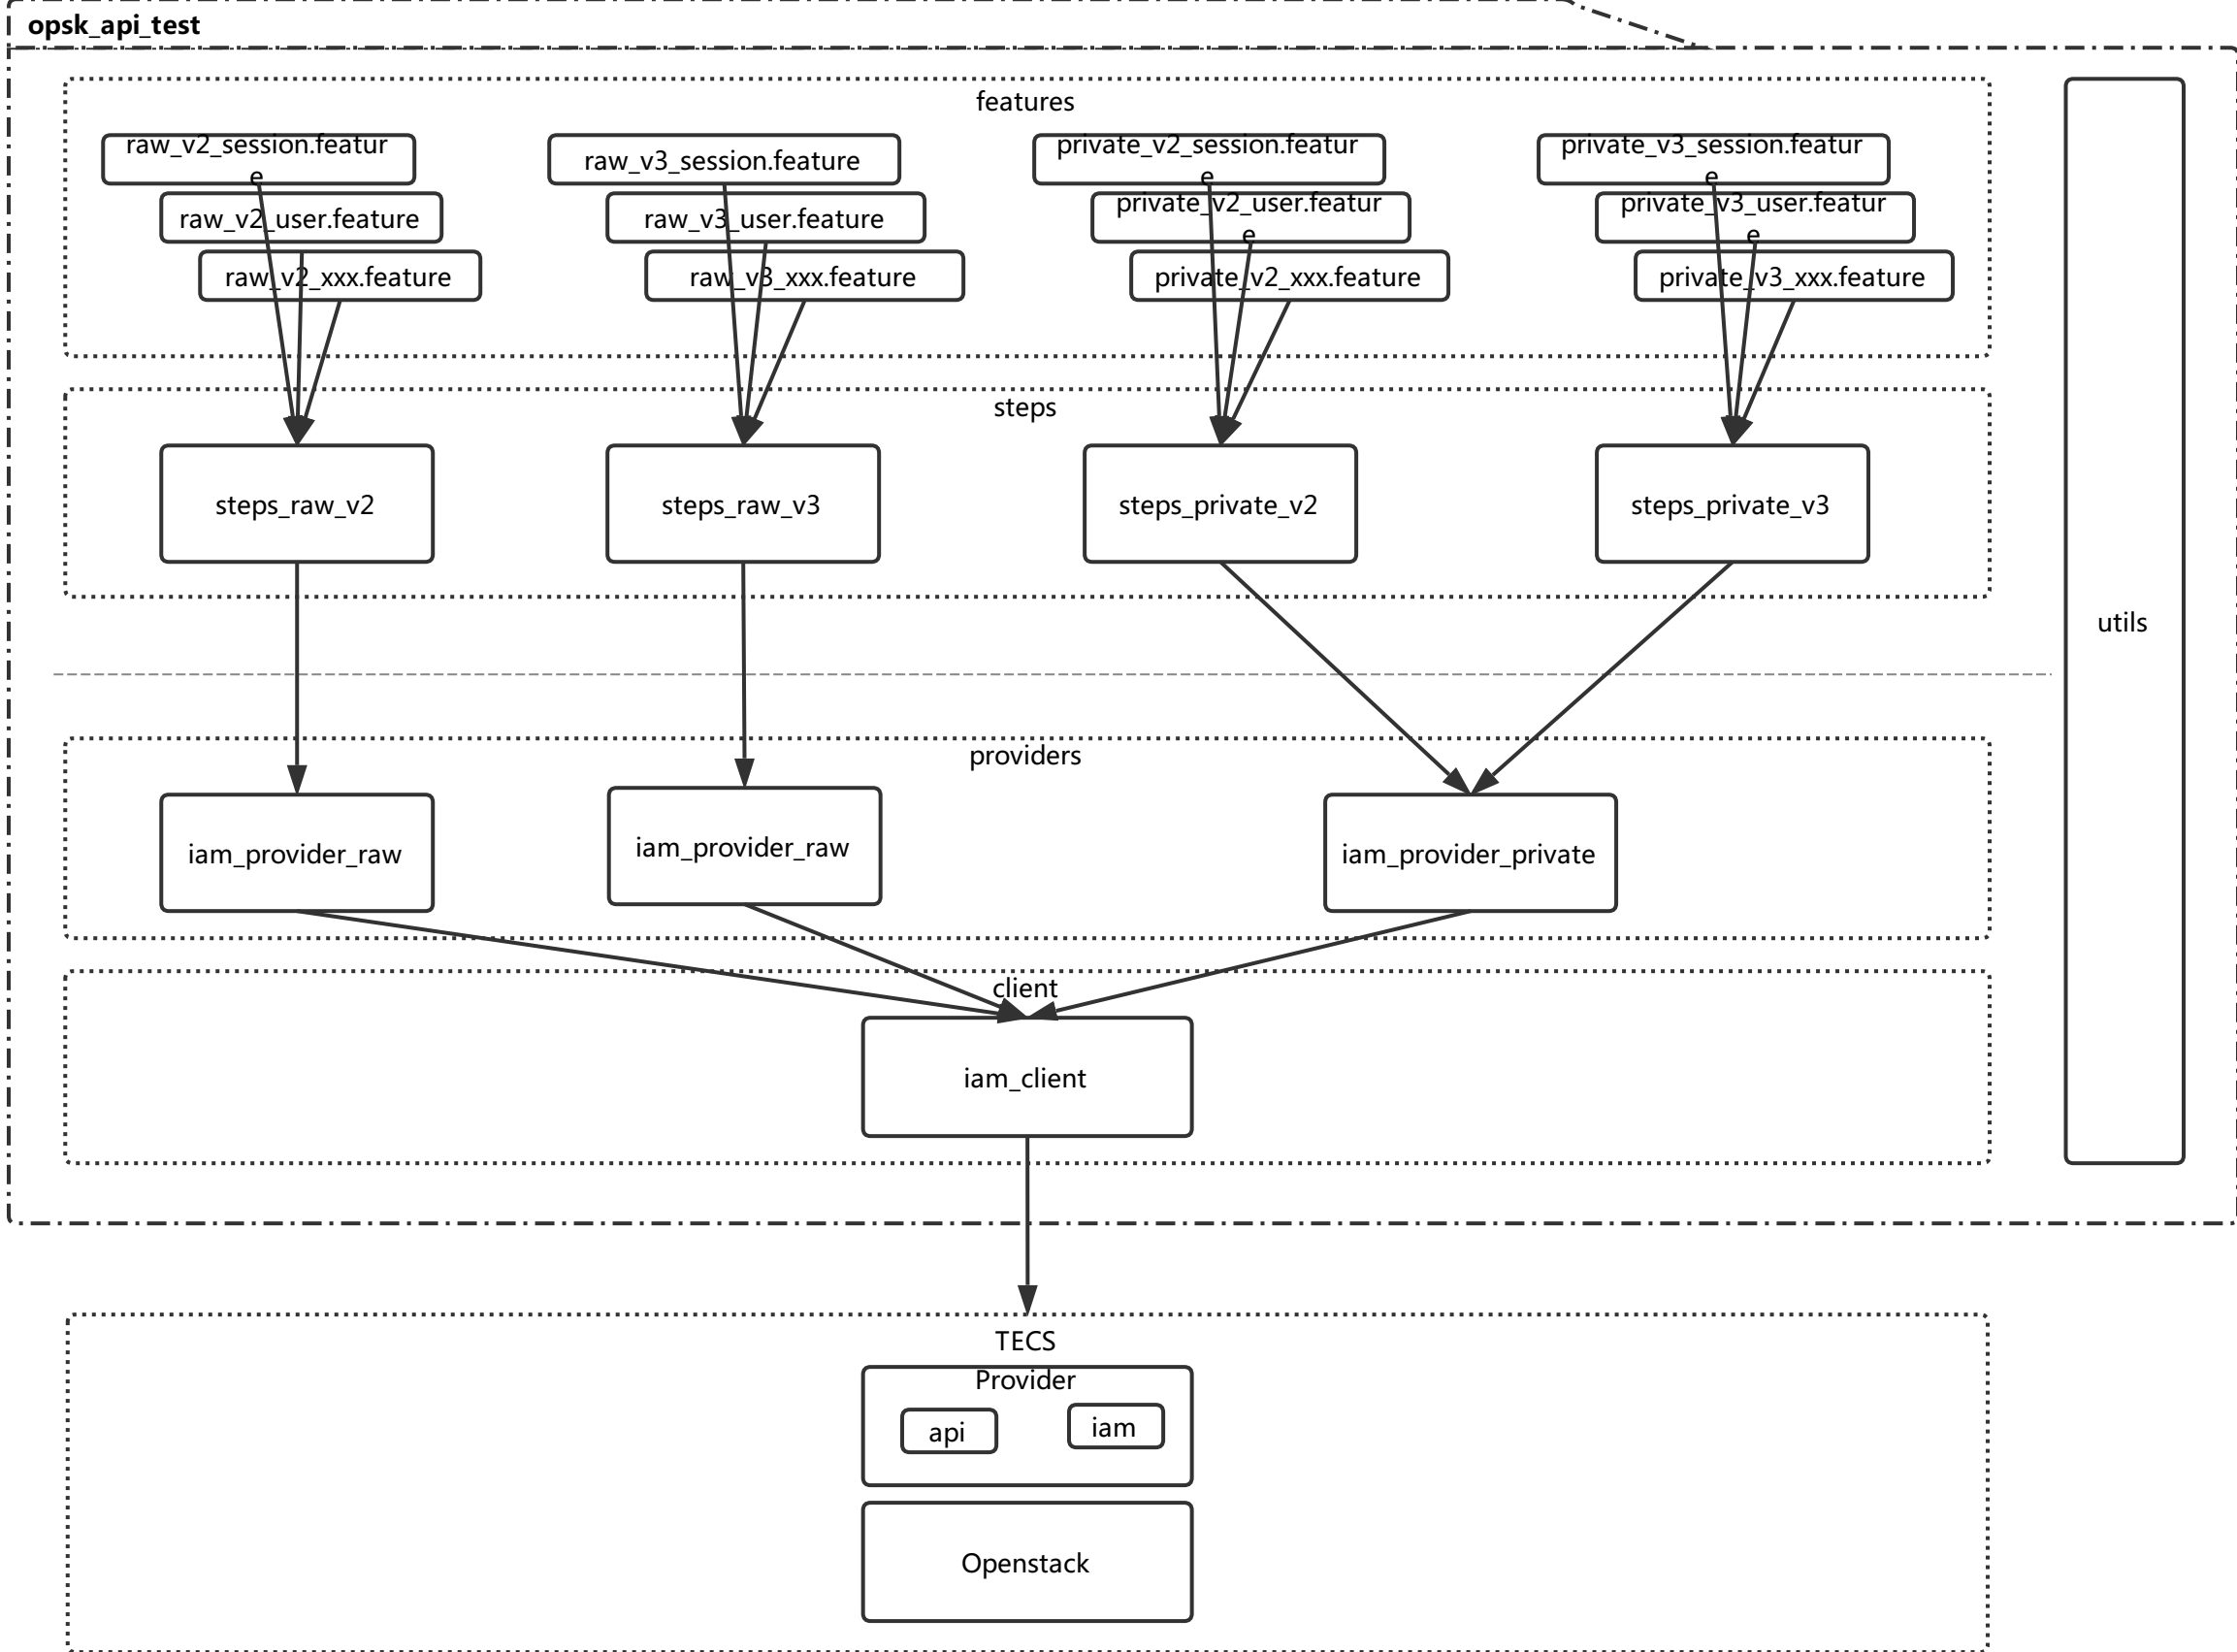 opsk_api_test
features
raw_v2_session.featur
e
raw_v3_session.feature
private_v2_session.featur
e
private_v3_session.featur
e
raw_v2_user.feature
raw_v3_user.feature
private_v2_user.featur
e
private_v3_user.featur
e
raw_v2_xxx.feature
raw_v3_xxx.feature
private_v2_xxx.feature
private_v3_xxx.feature
steps
steps_raw_v2
steps_raw_v3
steps_private_v2
steps_private_v3
utils
providers
iam_provider_raw
iam_provider_raw
iam_provider_private
client
iam_client
TECS
Provider
api
iam
Openstack